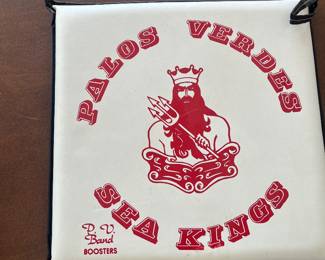 PALOS VERDES
SEA KINGS
P.V.
Band
BOOSTERS